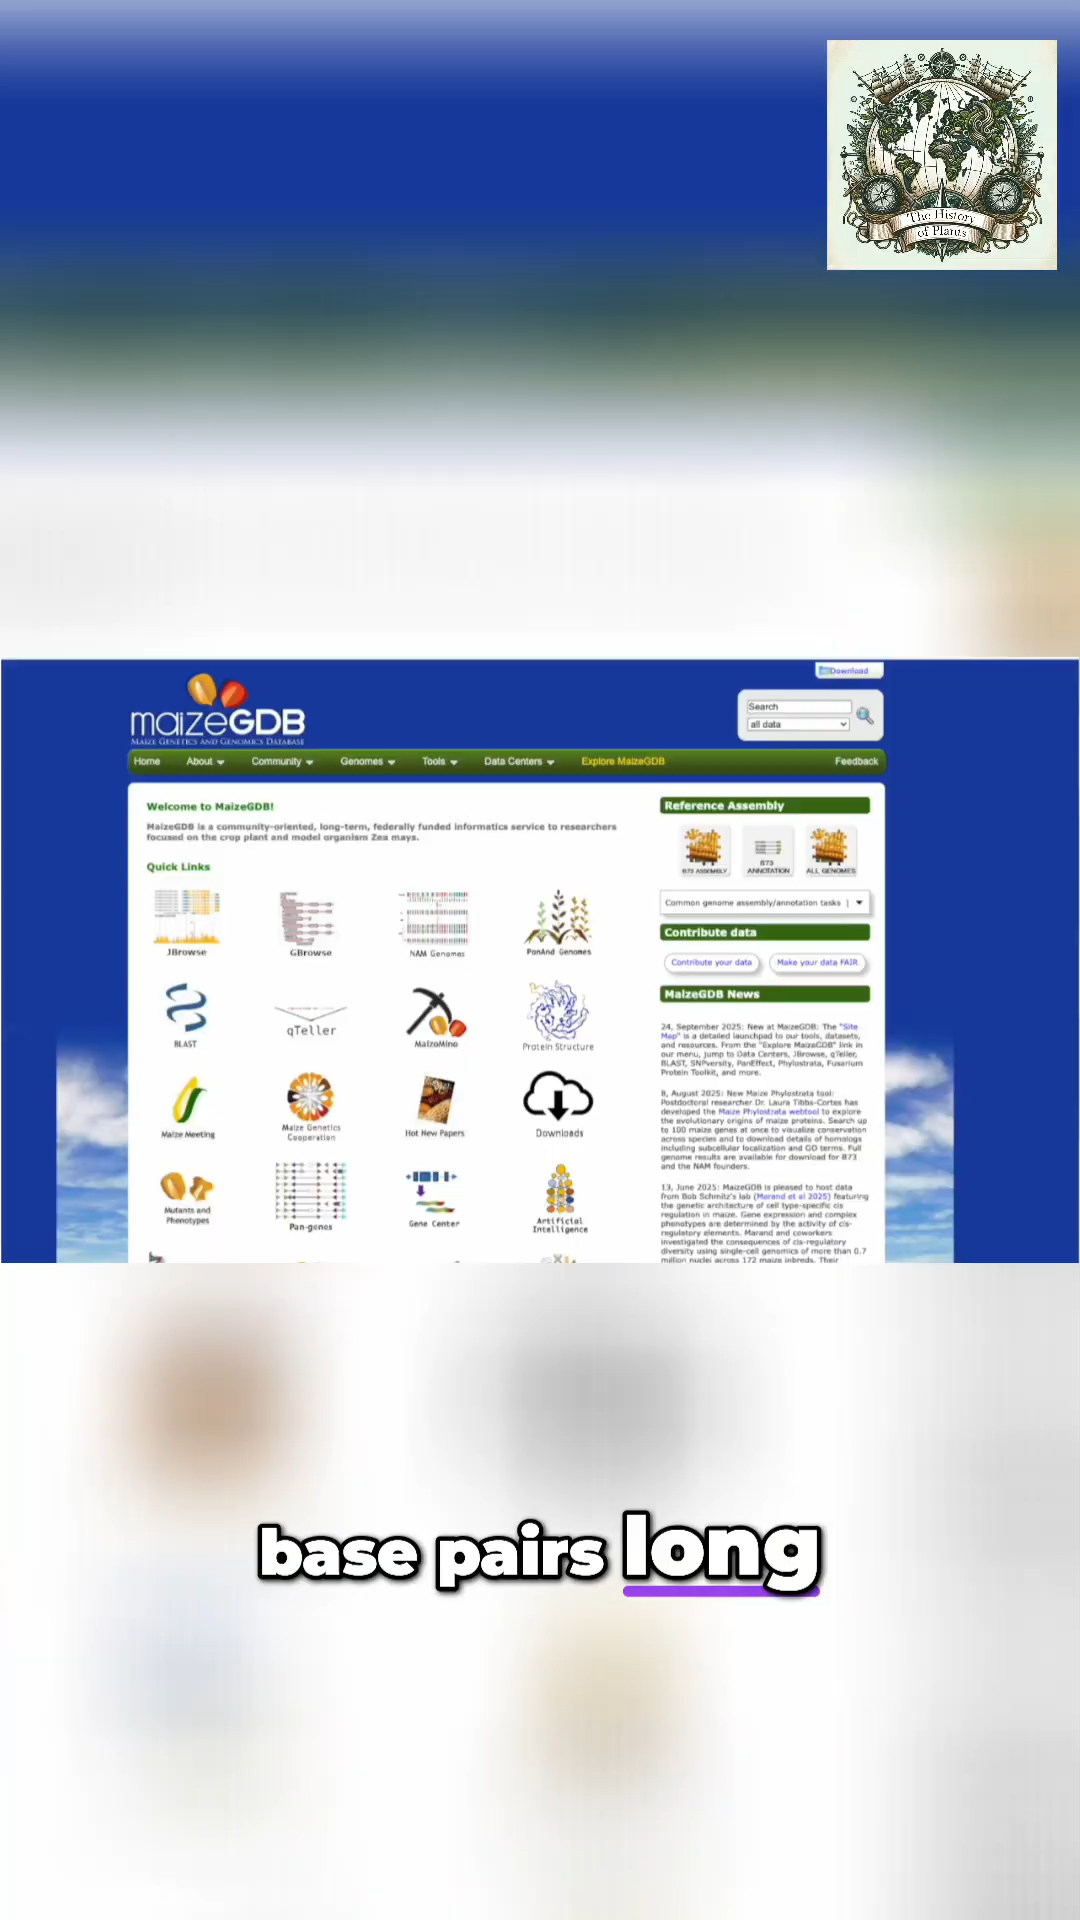 The History
of Plants
Download
maizeGDB
MAIZE GENETICS AND GENOMICS DATABASE
Search
all data
Home About Community Genomes Tools Data Centers Explore MaizeGDB Feedback
Welcome to MaizeGDB!
MaizeGDB is a community-oriented, long-term, federally funded informatics service to researchers
focused on the crop plant and model organism Zea mays.
Quick Links
JBrowse
GBrowse
NAM Genomes
PanAnd Genomes
BLAST
qTeller
MaizeMine
Protein Structure
Maize Meeting
Maize Genetics
Cooperation
Hot New Papers
Downloads
Mutants and
Phenotypes
Pan-genes
Gene Center
Artificial
Intelligence
Reference Assembly
B73 ASSEMBLY
B73
ANNOTATION
ALL GENOMES
Common genome assembly/annotation tasks |
Contribute data
Contribute your data
Make your data FAIR
MaizeGDB News
24, September 2025: New at MaizeGDB: The "Site
Map" is a detailed launchpad to our tools, datasets,
and resources. From the "Explore MaizeGDB" link in
our menu, jump to Data Centers, JBrowse, qTeller,
BLAST, SNPversity, PanEffect, Phylostrata, Fusarium
Protein Toolkit, and more.
8, August 2025: New Maize Phylostrata tool:
Postdoctoral researcher Dr. Laura Tibbs-Cortes has
developed the Maize Phylostrata webtool to explore
the evolutionary origins of maize proteins. Search up
to 100 maize genes at once to visualize conservation
across species and to download details of homologs
including subcellular localization and GO terms. Full
genome results are available for download for B73
and the NAM founders.
13, June 2025: MaizeGDB is pleased to host data
from Bob Schmitz's lab (Marand et al 2025) featuring
the genetic architecture of cell type-specific cis
regulation in maize. Gene expression and complex
phenotypes are determined by the activity of cis-
regulatory elements. Marand and coworkers
investigated the consequences of cis-regulatory
diversity using single-cell genomics of more than 0.7
million nuclei across 172 maize inbreds. Their
base pairs long